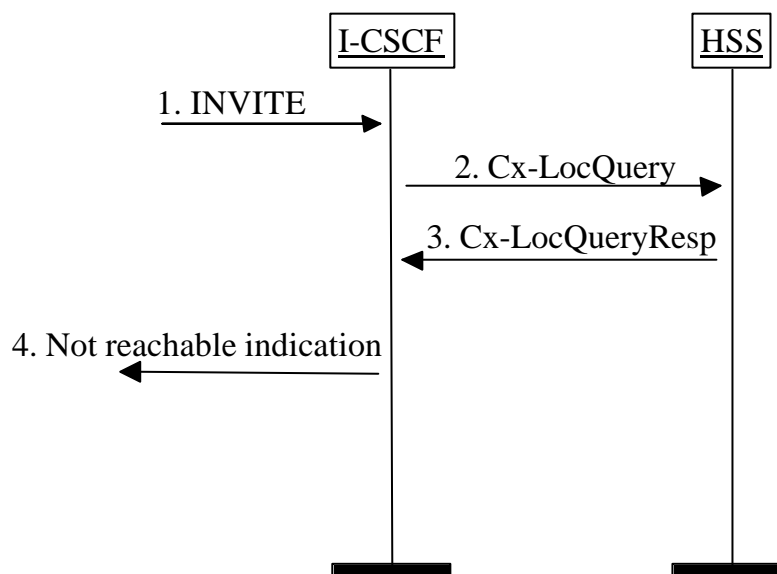 I-CSCF HSS
1. INVITE
2. Cx-LocQuery
3. Cx-LocQueryResp
4. Not reachable indication